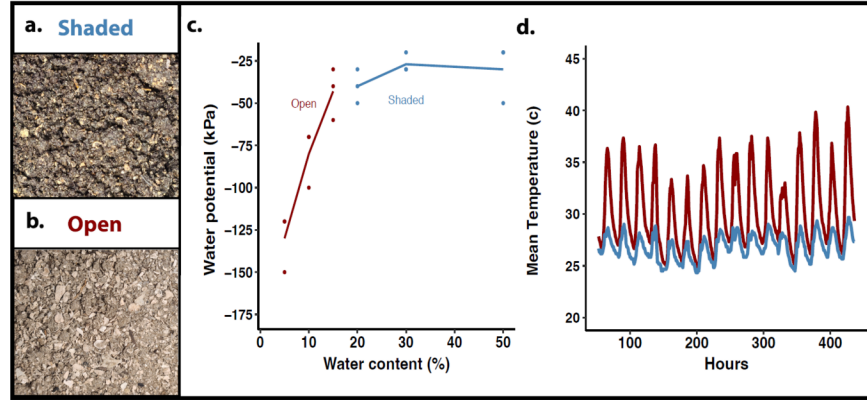 a. Shaded
b. Open
c.
Water potential (kPa)
−25
−50
−75
−100
−125
−150
−175
Open
Shaded
0
10
20
30
40
50
Water content (%)
d.
Mean Temperature (c)
45
40
35
30
25
20
100
200
300
400
Hours